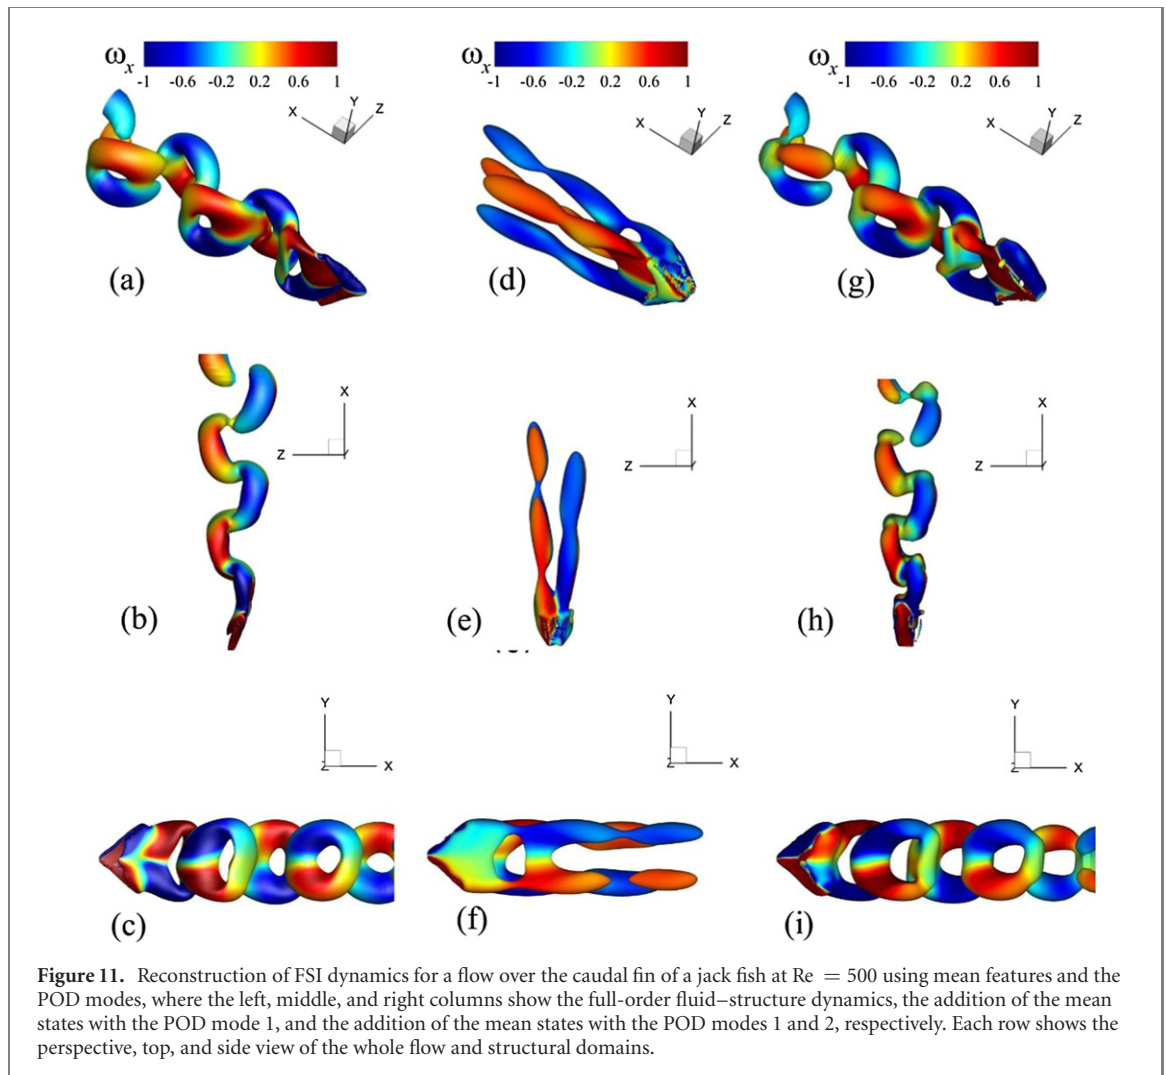 ωx
-1 -0.6 -0.2 0.2 0.6 1
X Y Z
(a)
ωx
-1 -0.6 -0.2 0.2 0.6 1
X Y Z
(d)
ωx
-1 -0.6 -0.2 0.2 0.6 1
X Y Z
(g)
X
Z
(b)
X
Z
(e)
X
Z
(h)
Y
Z X
(c)
Y
Z X
(f)
Y
Z X
(i)
Figure 11. Reconstruction of FSI dynamics for a flow over the caudal fin of a jack fish at Re = 500 using mean features and the
POD modes, where the left, middle, and right columns show the full-order fluid–structure dynamics, the addition of the mean
states with the POD mode 1, and the addition of the mean states with the POD modes 1 and 2, respectively. Each row shows the
perspective, top, and side view of the whole flow and structural domains.